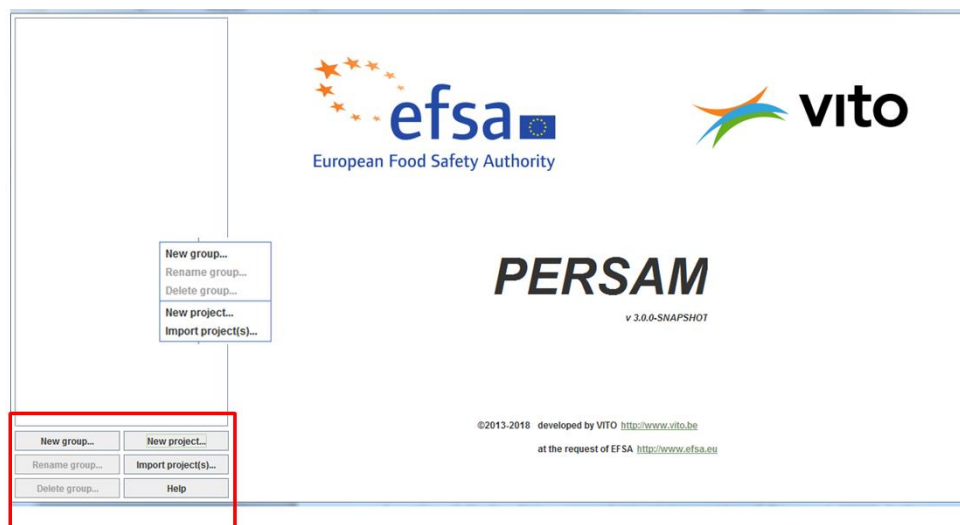 efsa
European Food Safety Authority
vito
New group...
Rename group...
Delete group...
New project...
Import project(s)...
PERSAM
v 3.0.0-SNAPSHOT
©2013-2018 developed by VITO http://www.vito.be
at the request of EFSA http://www.efsa.eu
New group... New project...
Rename group... Import project(s)...
Delete group... Help